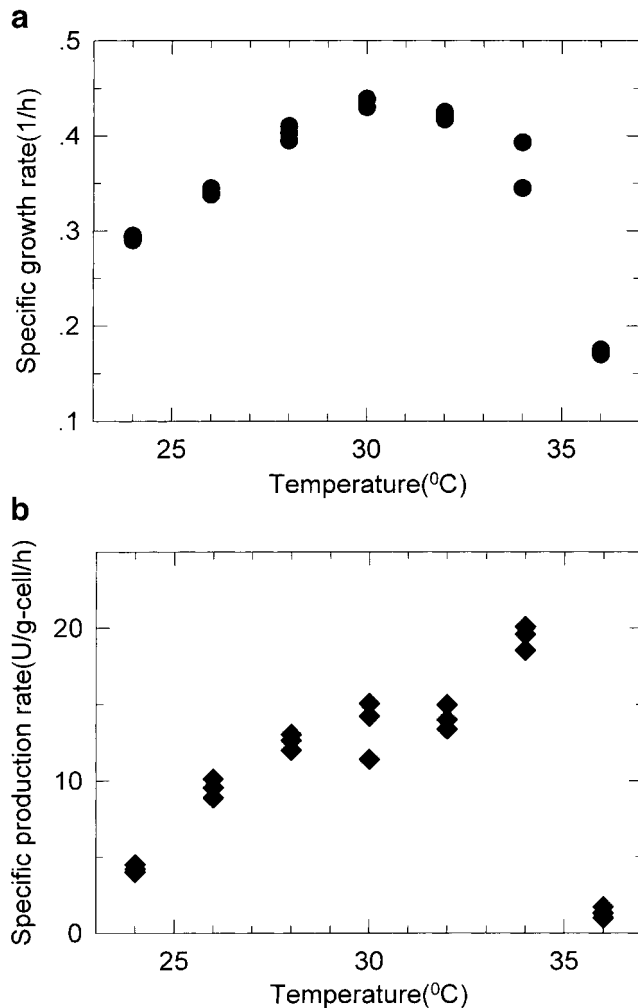 a
.5
.4
.3
.2
.1
Specific growth rate(1/h)
25
30
35
Temperature(⁰C)
b
20
10
0
Specific production rate(U/g-cell/h)
25
30
35
Temperature(⁰C)